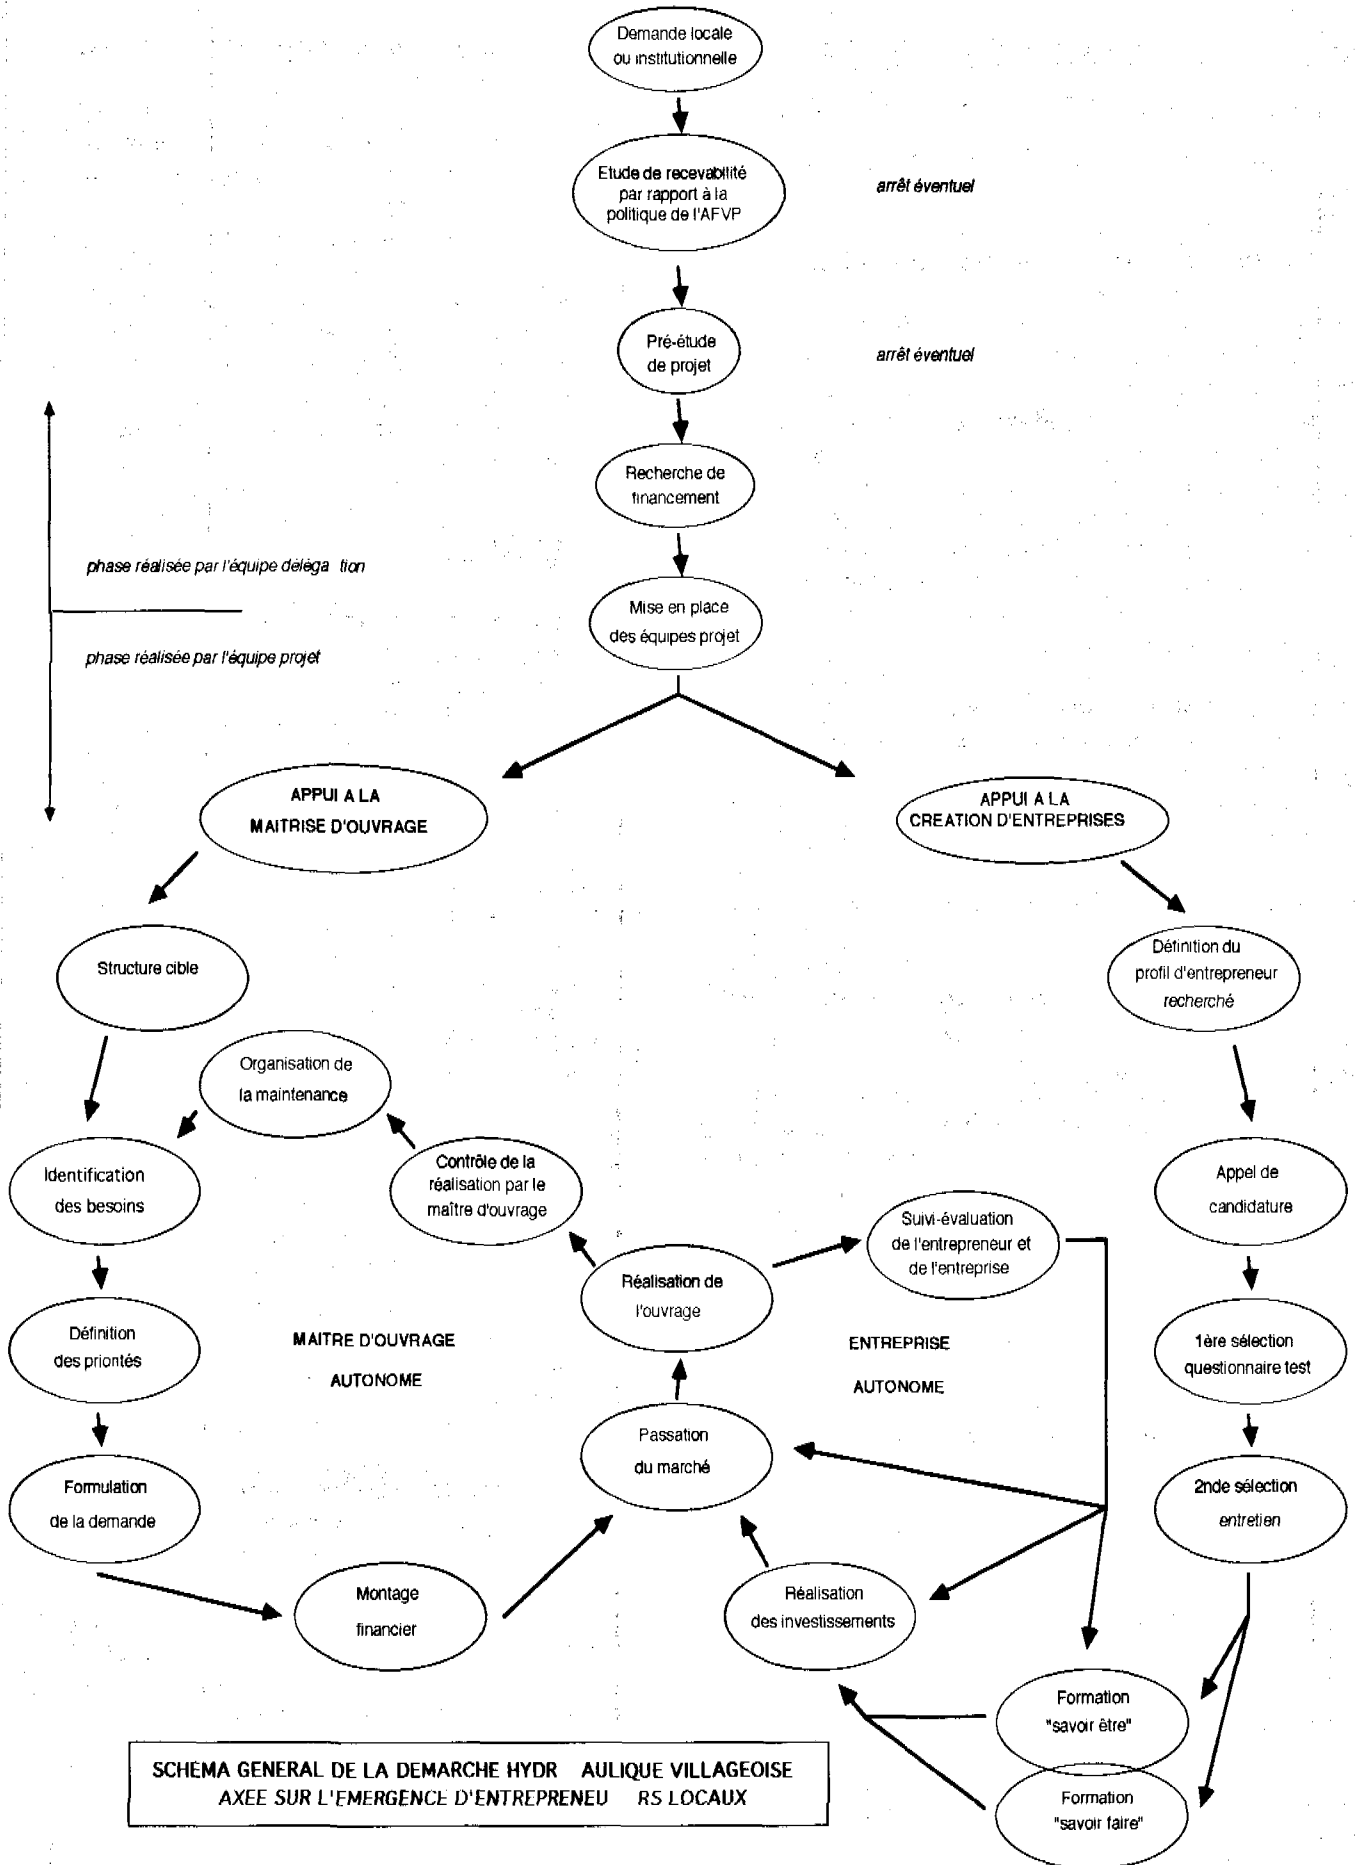 Demande locale
ou institutionnelle
Etude de recevabilité
par rapport à la
politique de l'AFVP
arrêt éventuel
Pré-étude
de projet
arrêt éventuel
Recherche de
financement
phase réalisée par l'équipe déléga tion
Mise en place
des équipes projet
phase réalisée par l'équipe projet
APPUI A LA
MAITRISE D'OUVRAGE
APPUI A LA
CREATION D'ENTREPRISES
Structure cible
Définition du
profil d'entrepreneur
recherché
Organisation de
la maintenance
Identification
des besoins
Contrôle de la
réalisation par le
maître d'ouvrage
Appel de
candidature
Suivi-évaluation
de l'entrepreneur et
de l'entreprise
Réalisation de
l'ouvrage
Définition
des priorités
MAITRE D'OUVRAGE
AUTONOME
ENTREPRISE
AUTONOME
1ère sélection
questionnaire test
Passation
du marché
Formulation
de la demande
2nde sélection
entretien
Montage
financier
Réalisation
des investissements
Formation
"savoir être"
Formation
"savoir faire"
SCHEMA GENERAL DE LA DEMARCHE HYDR AULIQUE VILLAGEOISE
AXEE SUR L'EMERGENCE D'ENTREPRENEU RS LOCAUX